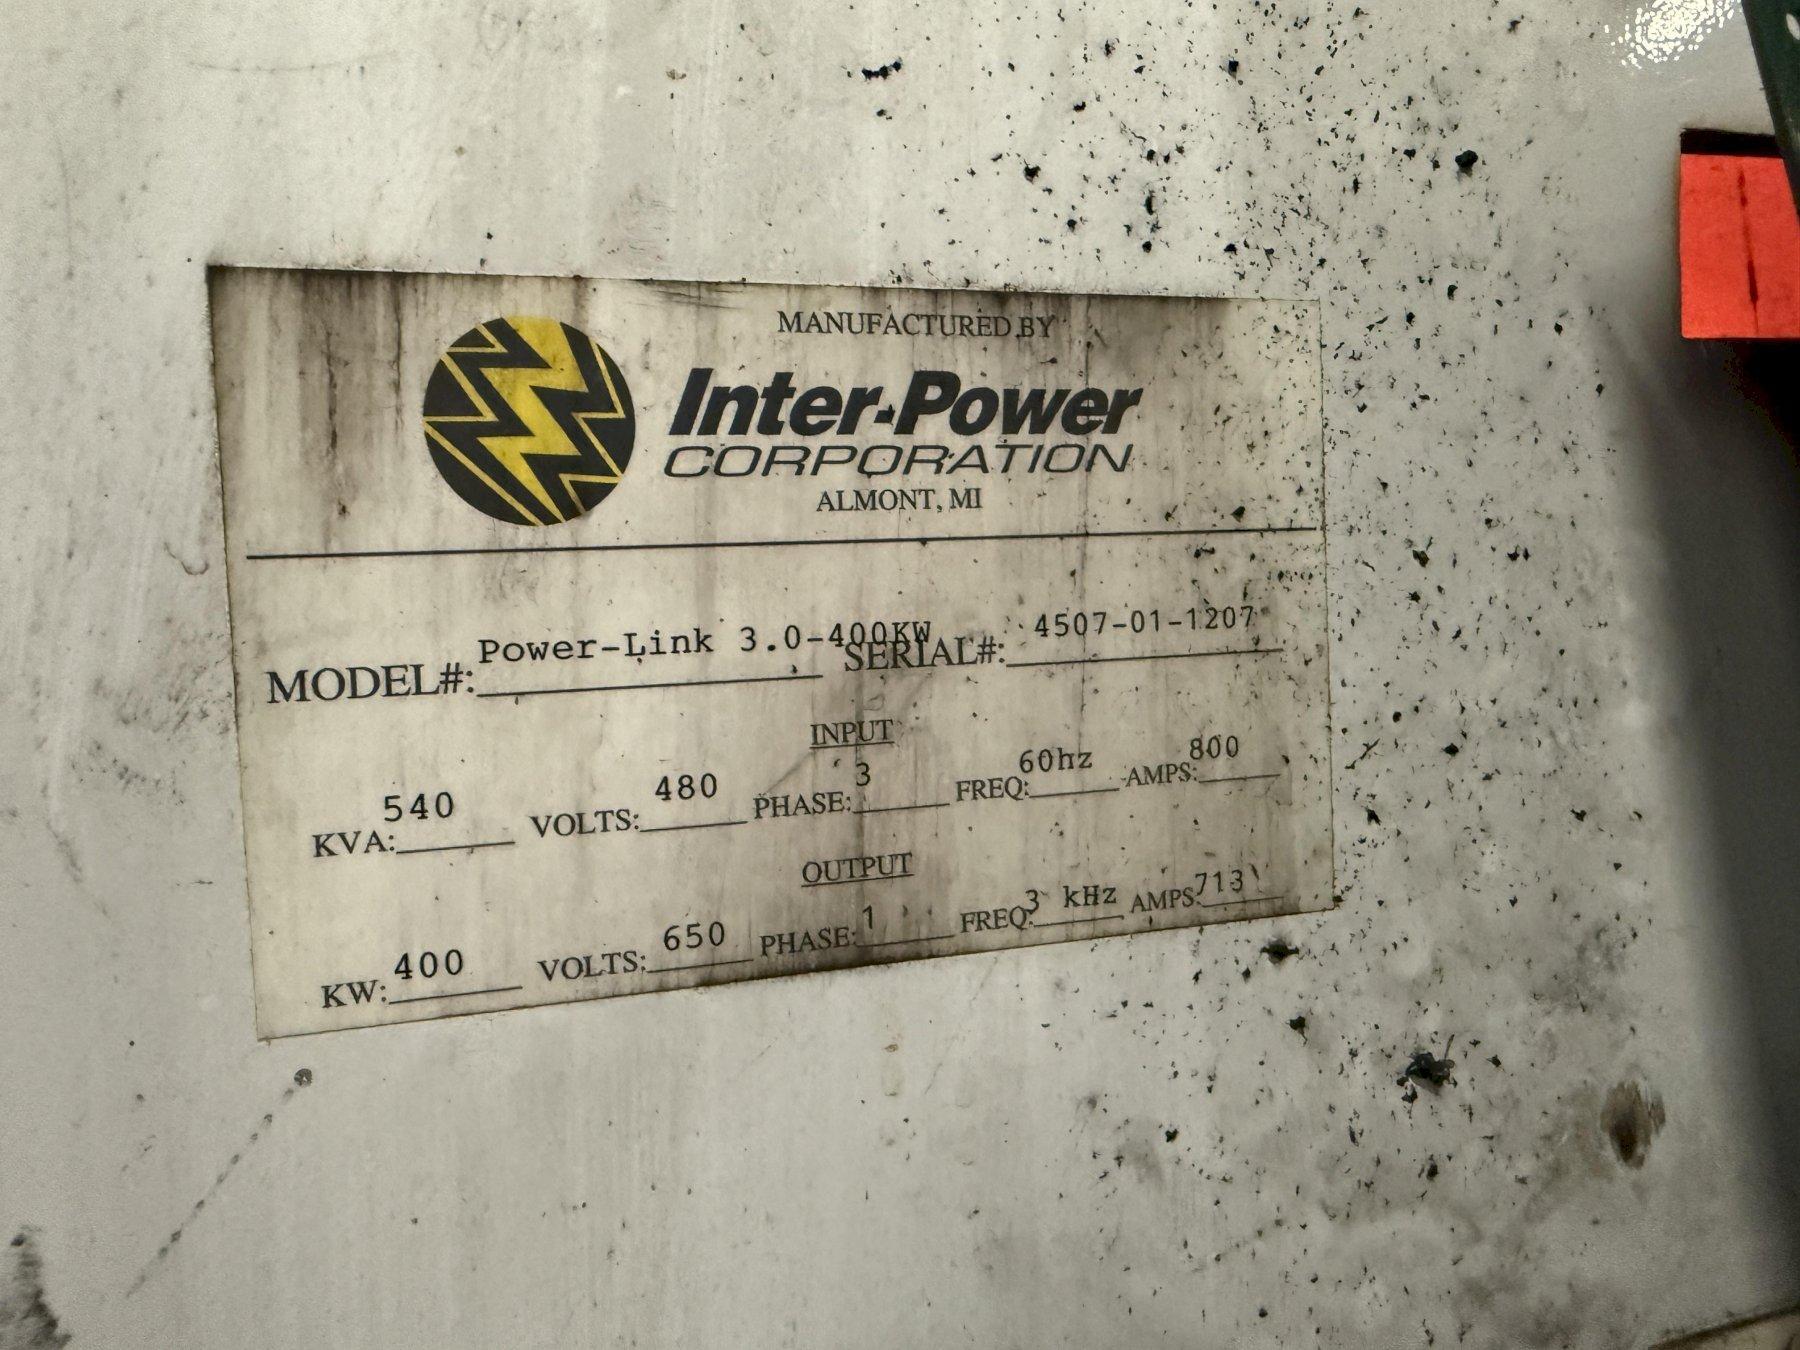 MANUFACTURED BY
Inter-Power
CORPORATION
ALMONT, MI
MODEL#: Power-Link 3.0-400KW SERIAL#: 4507-01-1207
INPUT
KVA: 540 VOLTS: 480 PHASE: 3 FREQ: 60hz AMPS: 800
OUTPUT
KW: 400 VOLTS: 650 PHASE: 1 FREQ: 3 kHz AMPS: 713